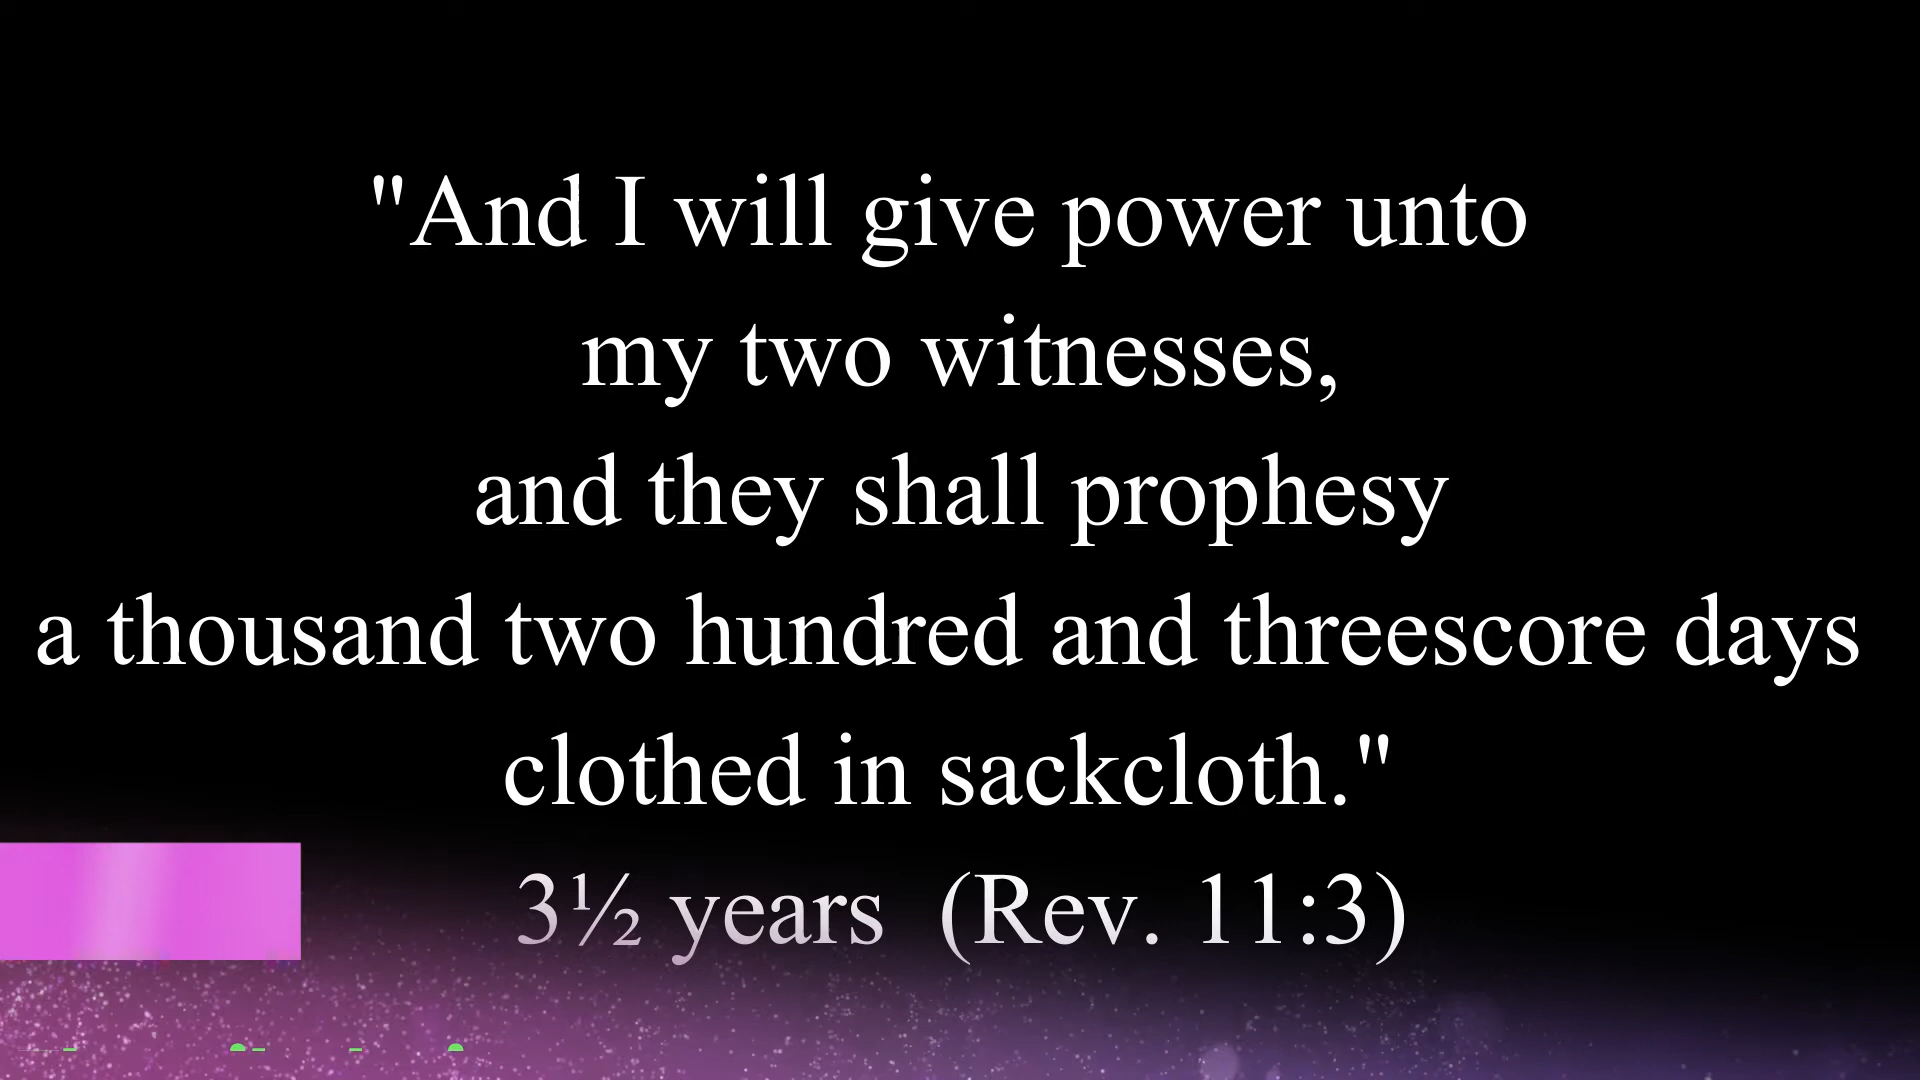 "And I will give power unto
my two witnesses,
and they shall prophesy
a thousand two hundred and threescore days
clothed in sackcloth."
3½ years (Rev. 11:3)